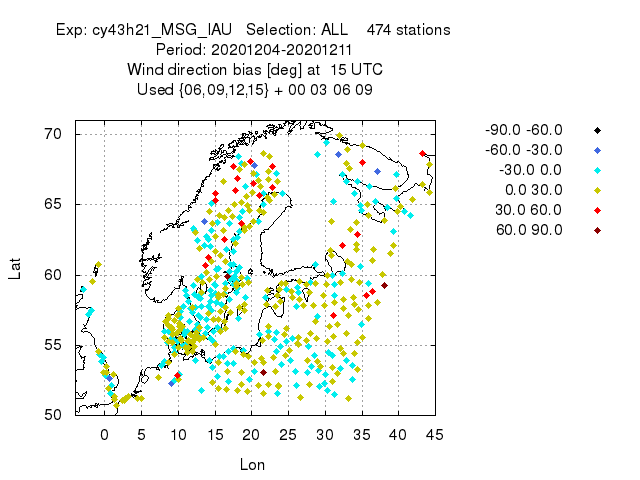 Exp: cy43h21_MSG_IAU Selection: ALL 474 stations
Period: 20201204-20201211
Wind direction bias [deg] at 15 UTC
Used {06,09,12,15} + 00 03 06 09
70
65
60
55
50
Lat
0 5 10 15 20 25 30 35 40 45
Lon
-90.0 -60.0
-60.0 -30.0
-30.0 0.0
0.0 30.0
30.0 60.0
60.0 90.0